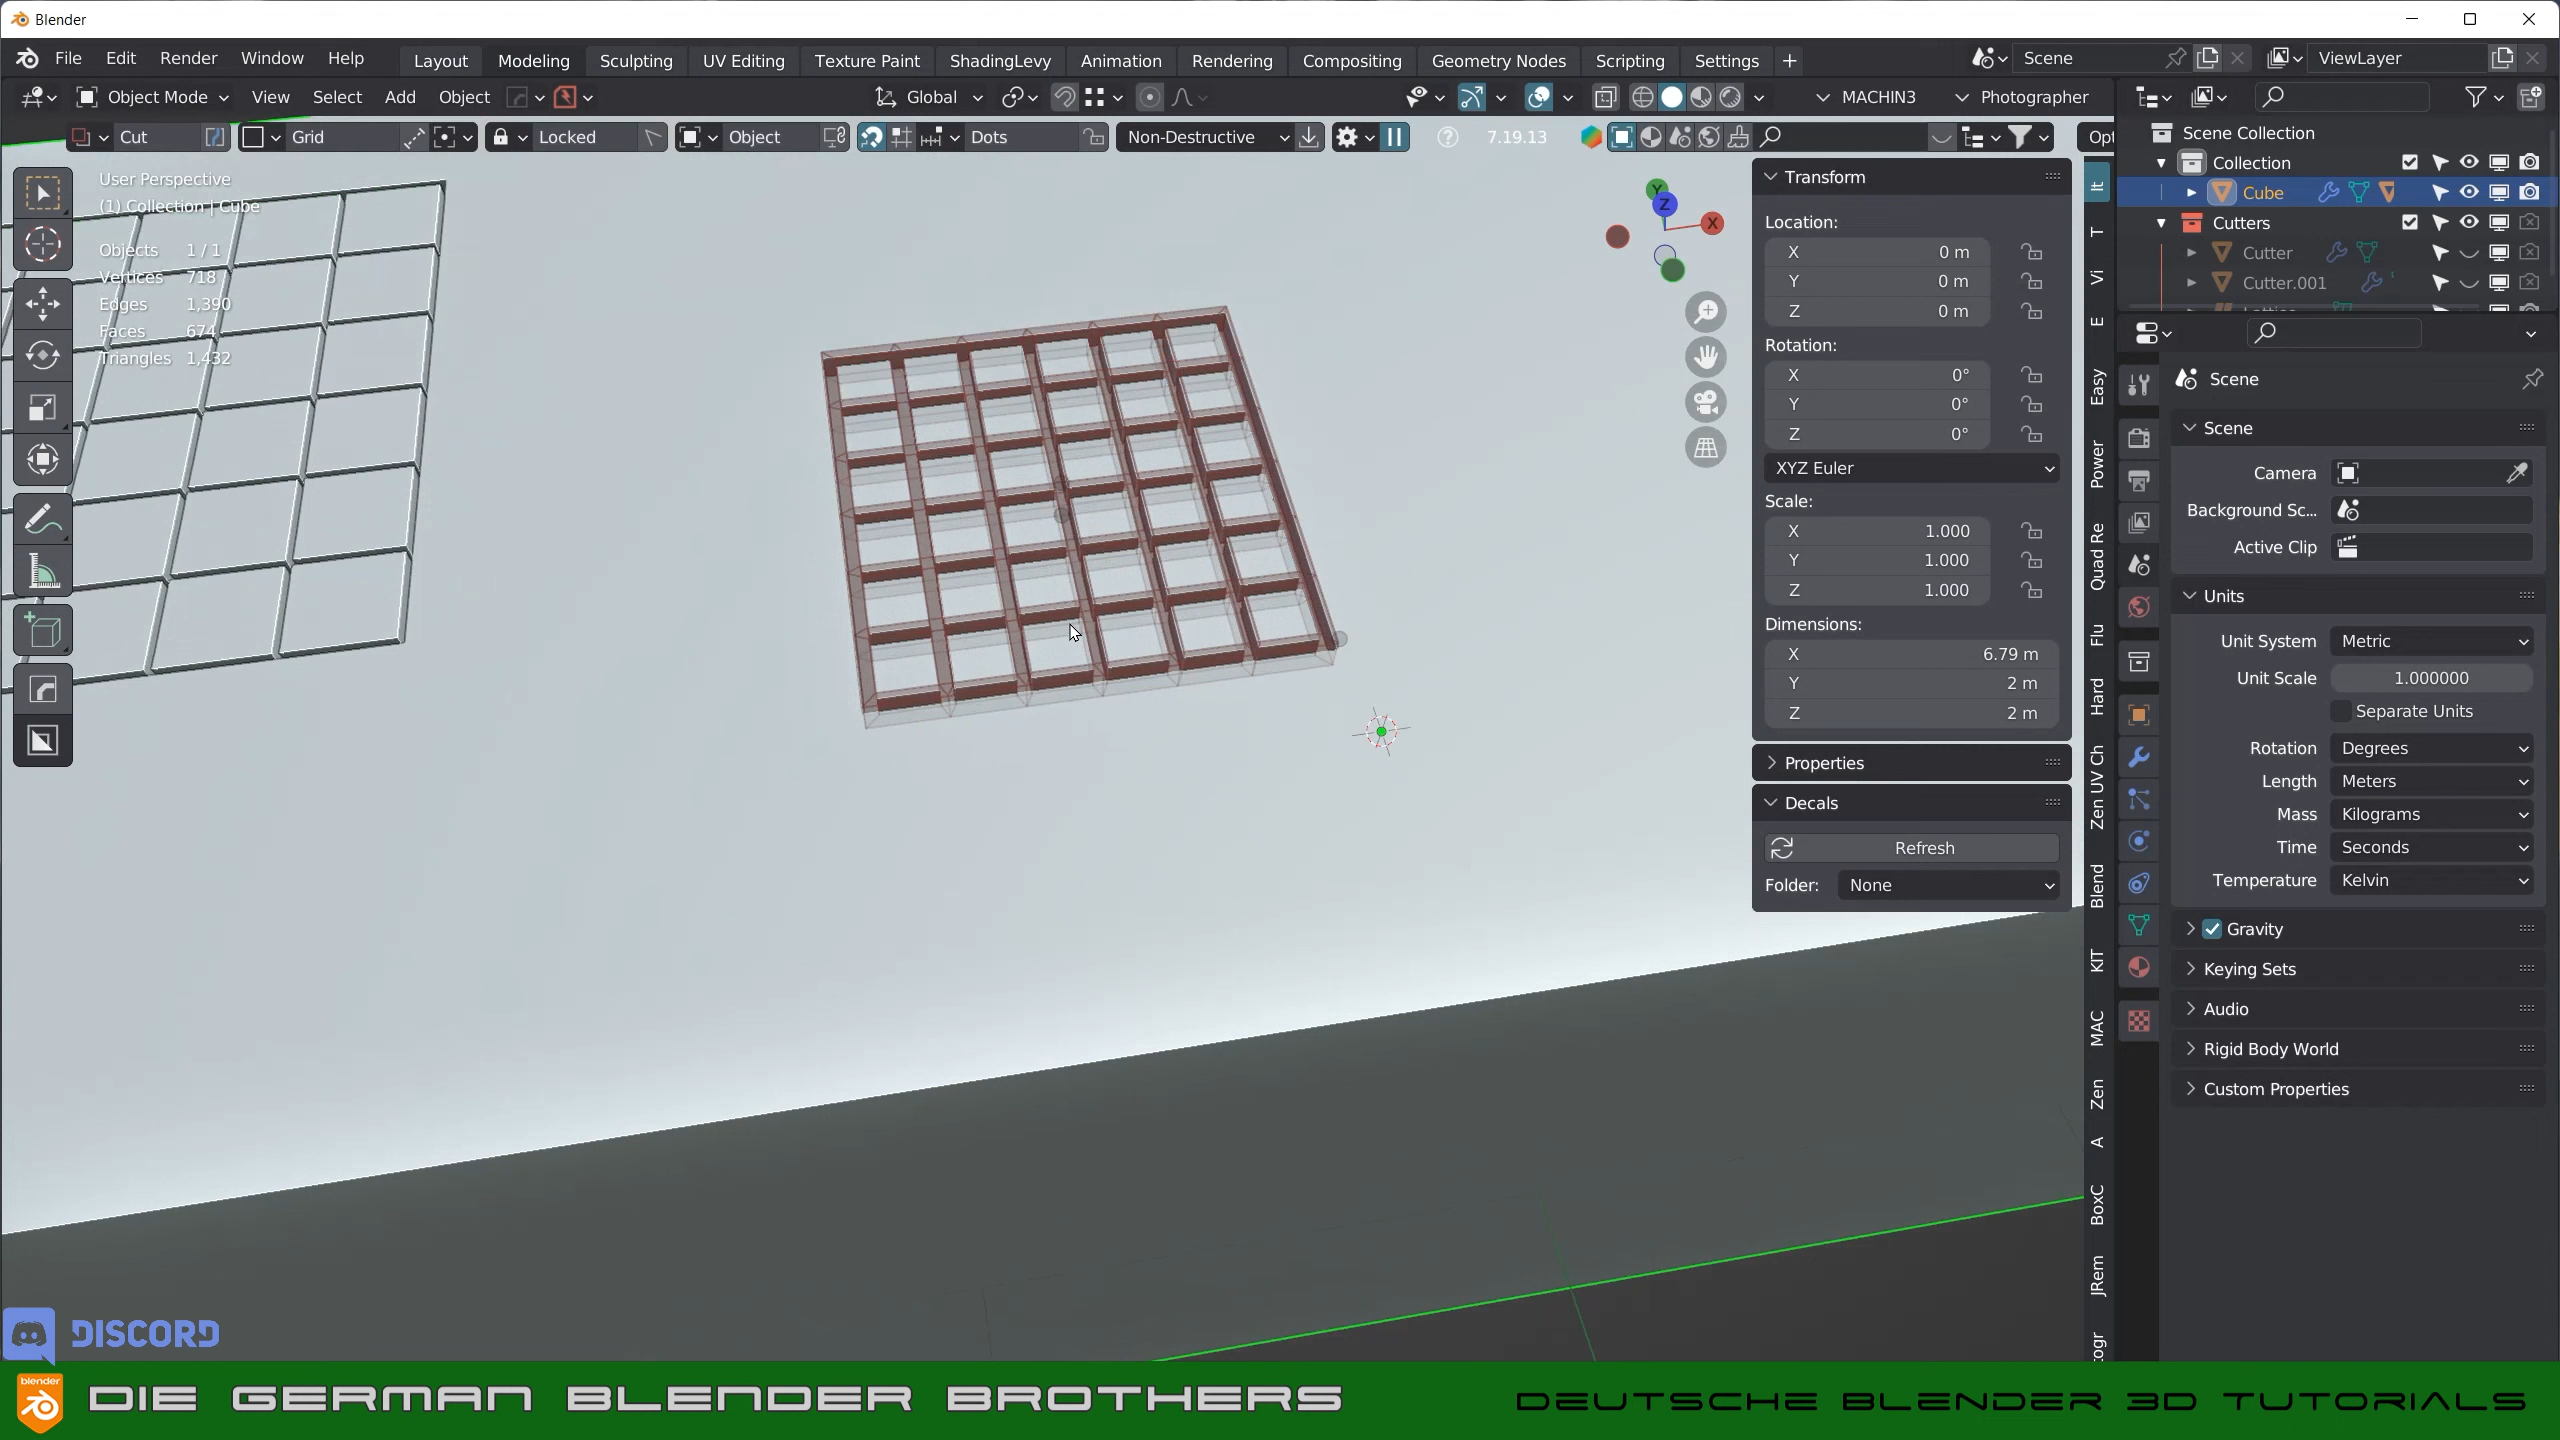 Blender
File Edit Render Window Help Layout Modeling Sculpting UV Editing Texture Paint ShadingLevy Animation Rendering Compositing Geometry Nodes Scripting Settings + Scene ViewLayer
Object Mode View Select Add Object Global MACHIN3 Photographer
Cut Grid Locked Object Dots Non-Destructive 7.19.13 Opt
User Perspective
(1) Collection | Cube
Objects 1 / 1
Vertices 718
Edges 1,390
Faces 674
Triangles 1,432
Y
Z
X
Transform
Location:
X 0 m
Y 0 m
Z 0 m
Rotation:
X 0°
Y 0°
Z 0°
XYZ Euler
Scale:
X 1.000
Y 1.000
Z 1.000
Dimensions:
X 6.79 m
Y 2 m
Z 2 m
Properties
Decals
Refresh
Folder: None
It
T
Vi
E
Easy
Power
Quad Re
Flu
Hard
Zen UV Ch
Blend
KIT
MAC
Zen
A
BoxC
JRem
ogr
Scene Collection
Collection
Cube
Cutters
Cutter
Cutter.001
Scene
Scene
Camera
Background Sc...
Active Clip
Units
Unit System Metric
Unit Scale 1.000000
Separate Units
Rotation Degrees
Length Meters
Mass Kilograms
Time Seconds
Temperature Kelvin
Gravity
Keying Sets
Audio
Rigid Body World
Custom Properties
DISCORD
blender
DIE GERMAN BLENDER BROTHERS
DEUTSCHE BLENDER 3D TUTORIALS